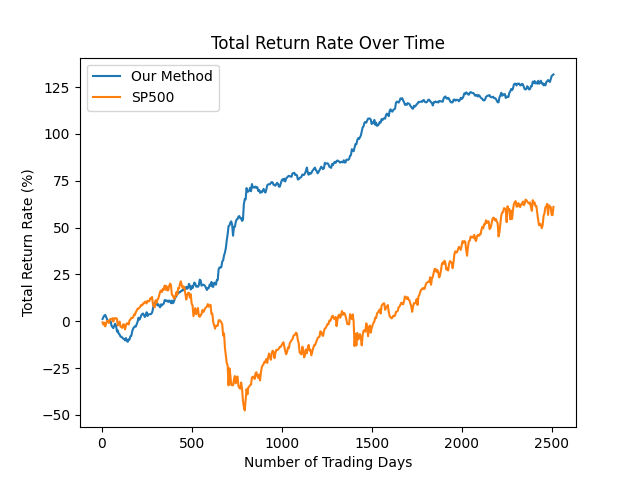 Total Return Rate Over Time
Our Method
SP500
Total Return Rate (%)
125
100
75
50
25
0
−25
−50
0
500
1000
1500
2000
2500
Number of Trading Days